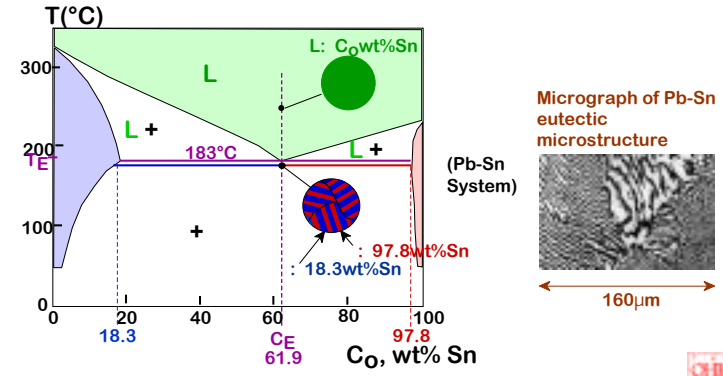 T(°C)
L: Cowt%Sn
300
L
L +
200
TE
183°C
L +
(Pb-Sn
System)
100
+
: 97.8wt%Sn
: 18.3wt%Sn
0
0 20 40 60 80 100
18.3
CE
61.9
97.8
Co, wt% Sn
Micrograph of Pb-Sn
eutectic
microstructure
160μm